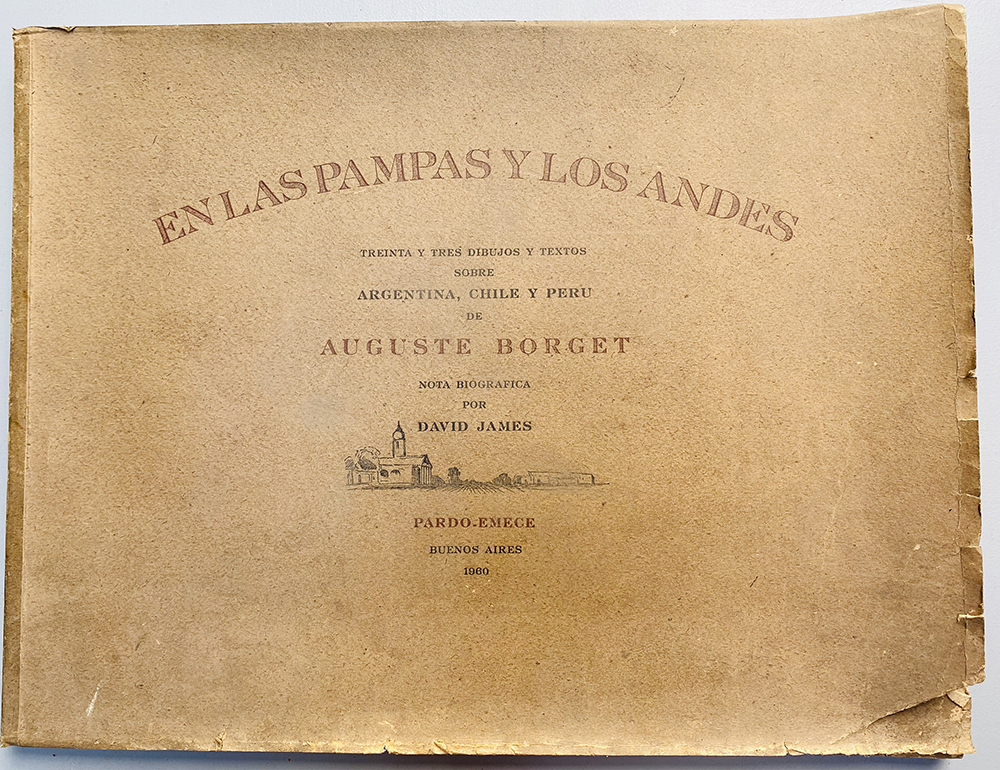 EN LAS PAMPAS Y LOS ANDES
TREINTA Y TRES DIBUJOS Y TEXTOS
SOBRE
ARGENTINA, CHILE Y PERU
DE
AUGUSTE BORGET
NOTA BIOGRAFICA
POR
DAVID JAMES
PARDO-EMECE
BUENOS AIRES
1960